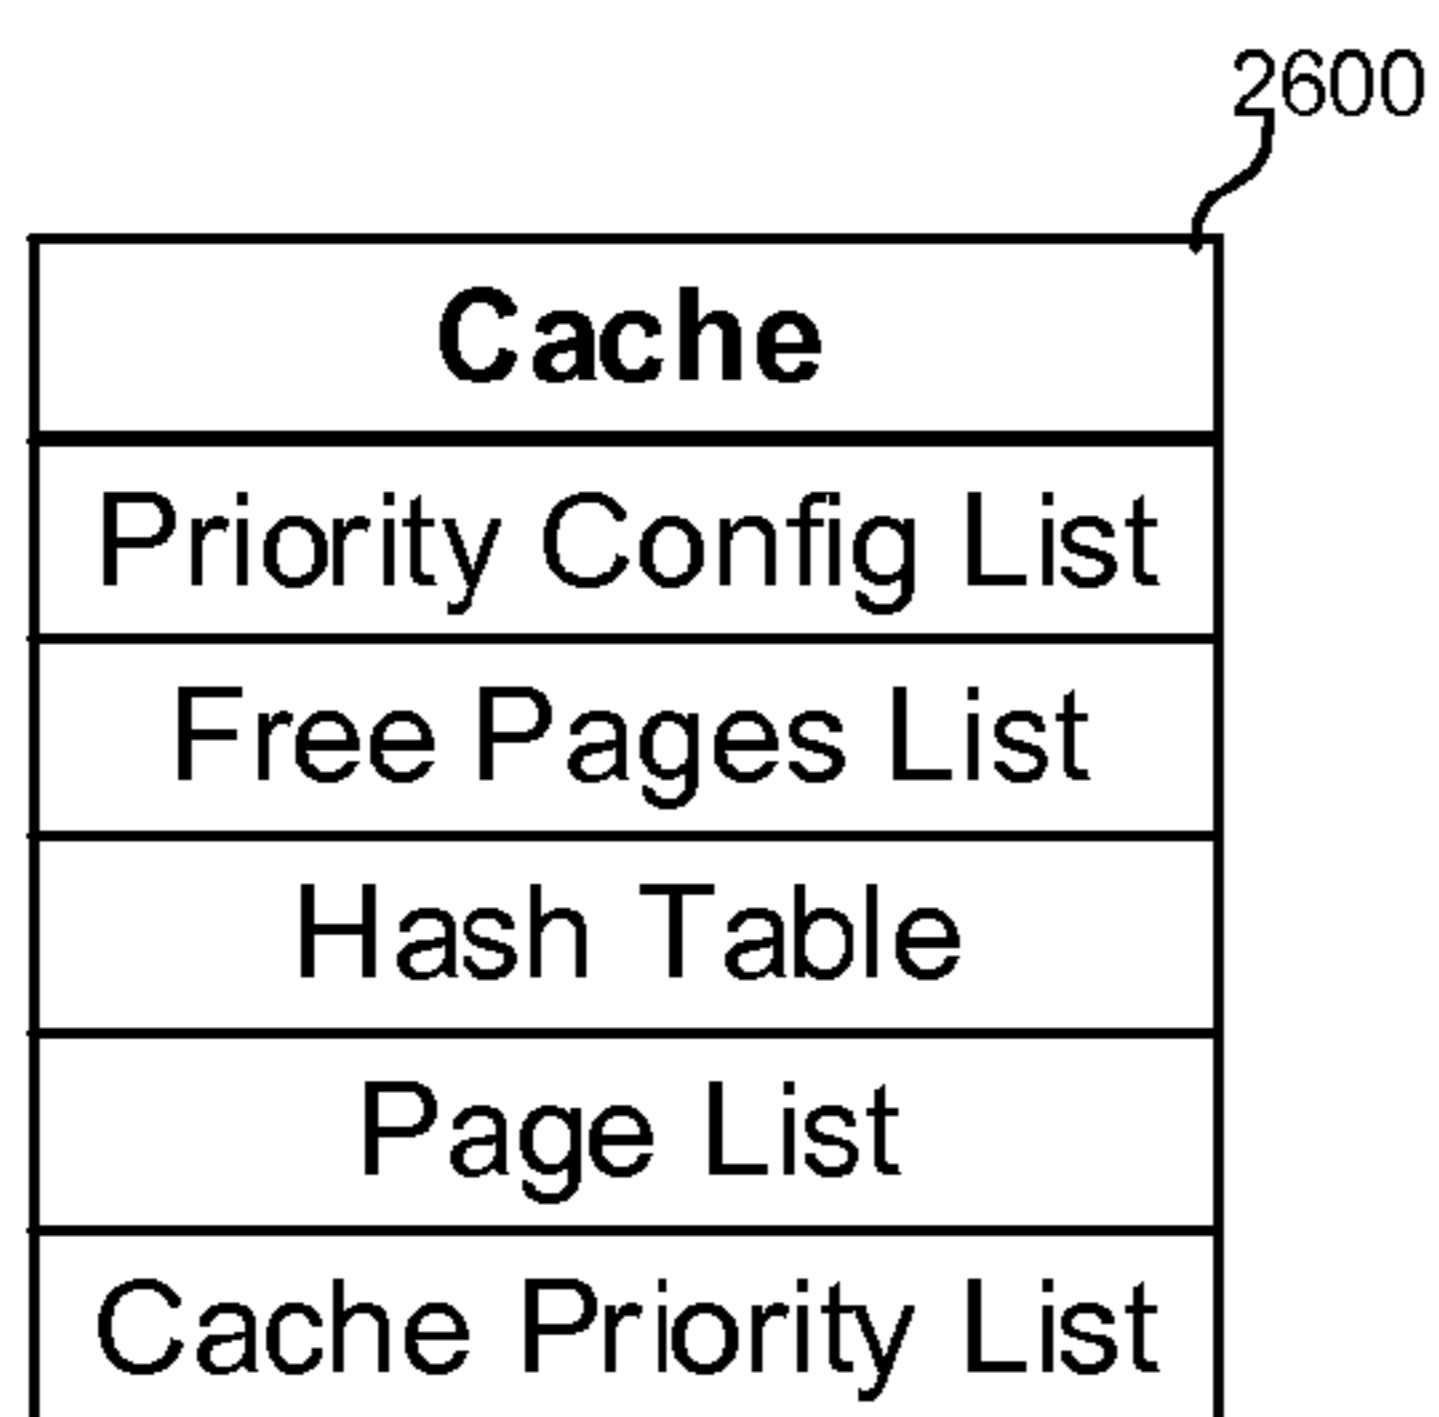 2600
Cache
Priority Config List
Free Pages List
Hash Table
Page List
Cache Priority List